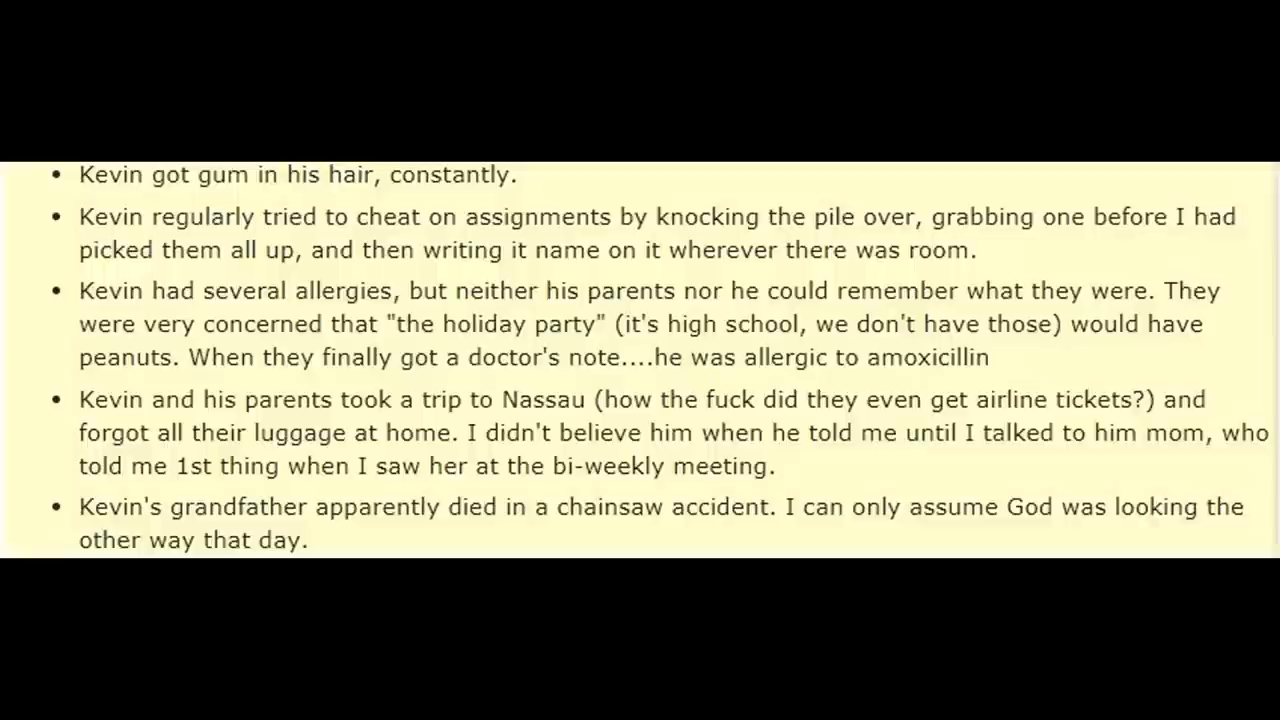 • Kevin got gum in his hair, constantly.
• Kevin regularly tried to cheat on assignments by knocking the pile over, grabbing one before I had
picked them all up, and then writing it name on it wherever there was room.
• Kevin had several allergies, but neither his parents nor he could remember what they were. They
were very concerned that "the holiday party" (it's high school, we don't have those) would have
peanuts. When they finally got a doctor's note....he was allergic to amoxicillin
• Kevin and his parents took a trip to Nassau (how the fuck did they even get airline tickets?) and
forgot all their luggage at home. I didn't believe him when he told me until I talked to him mom, who
told me 1st thing when I saw her at the bi-weekly meeting.
• Kevin's grandfather apparently died in a chainsaw accident. I can only assume God was looking the
other way that day.